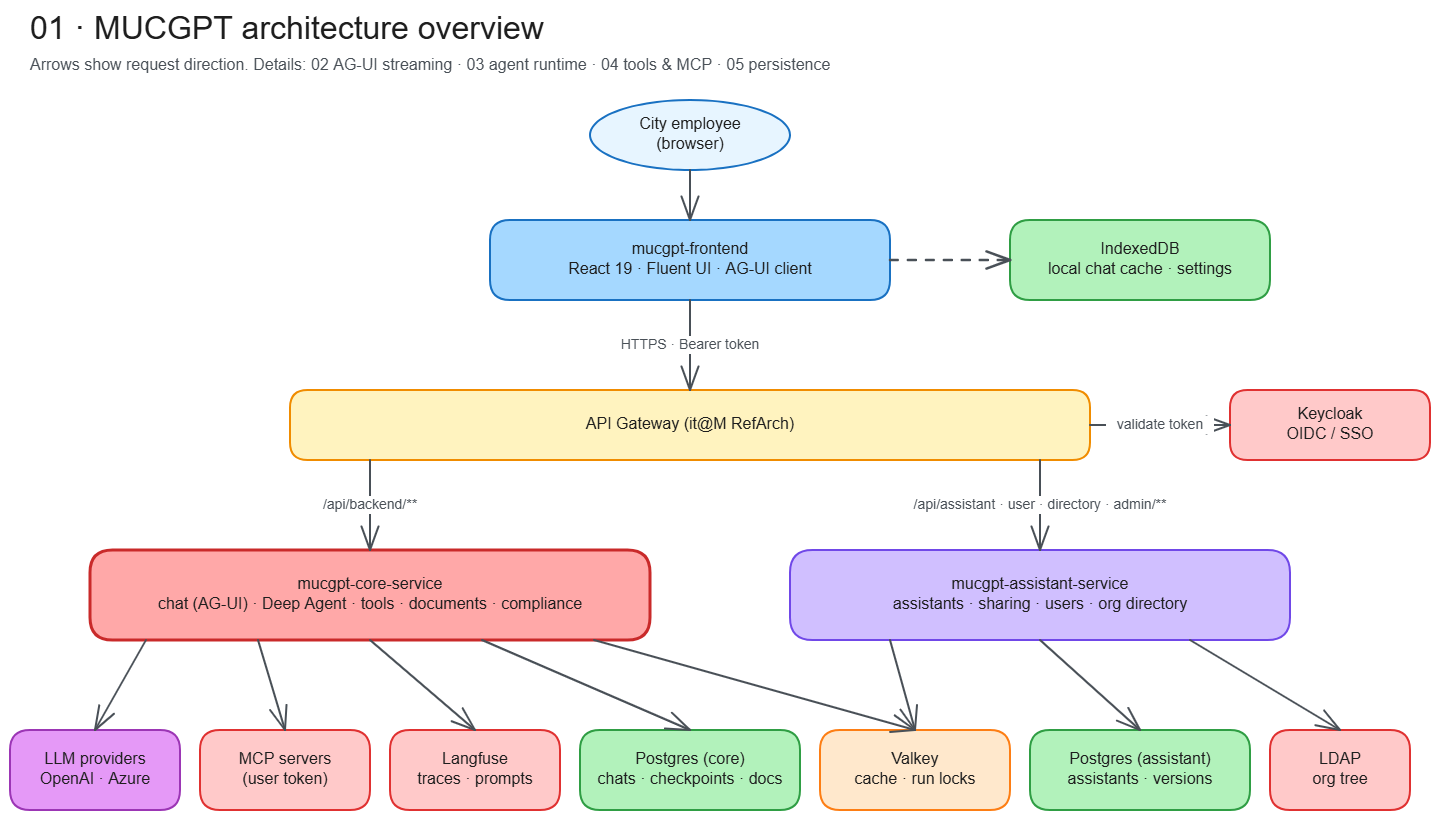 01 · MUCGPT architecture overview
Arrows show request direction. Details: 02 AG-UI streaming · 03 agent runtime · 04 tools & MCP · 05 persistence
City employee
(browser)
mucgpt-frontend
React 19 · Fluent UI · AG-UI client
IndexedDB
local chat cache · settings
HTTPS · Bearer token
API Gateway (it@M RefArch)
validate token
Keycloak
OIDC / SSO
/api/backend/**
/api/assistant · user · directory · admin/**
mucgpt-core-service
chat (AG-UI) · Deep Agent · tools · documents · compliance
mucgpt-assistant-service
assistants · sharing · users · org directory
LLM providers
OpenAI · Azure
MCP servers
(user token)
Langfuse
traces · prompts
Postgres (core)
chats · checkpoints · docs
Valkey
cache · run locks
Postgres (assistant)
assistants · versions
LDAP
org tree